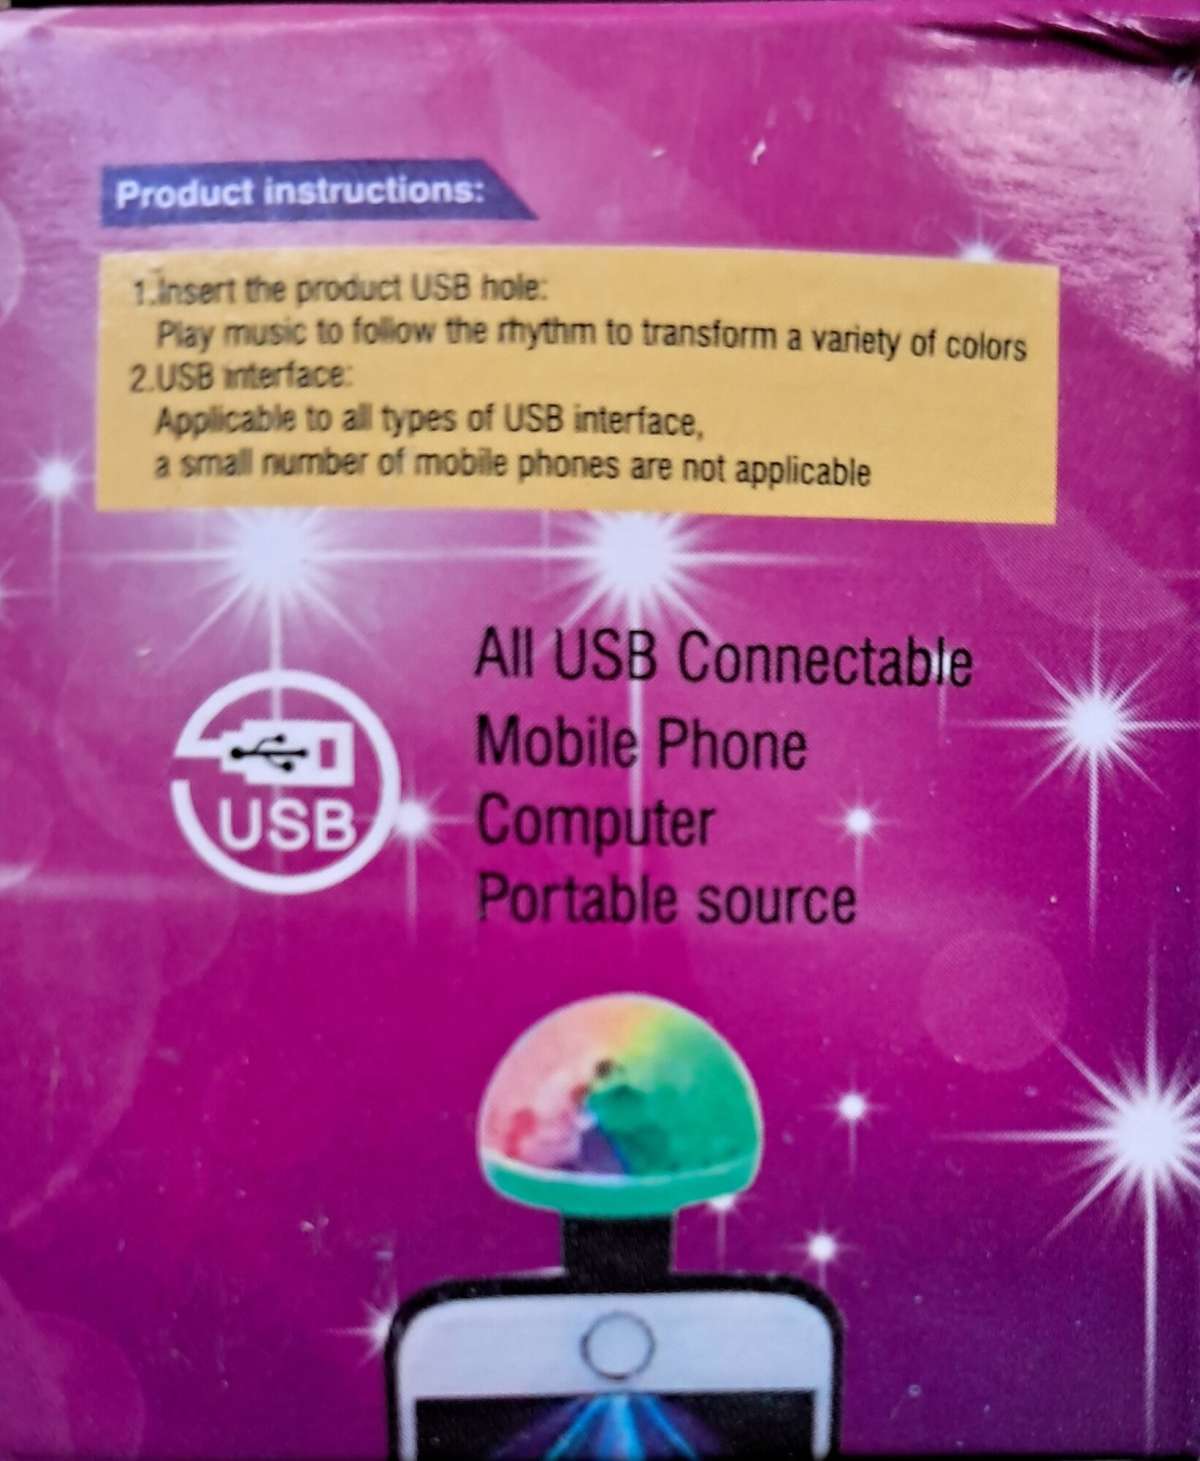 Product instructions:
1.Insert the product USB hole:
Play music to follow the rhythm to transform a variety of colors
2.USB interface:
Applicable to all types of USB interface,
a small number of mobile phones are not applicable
All USB Connectable
Mobile Phone
Computer
Portable source
USB